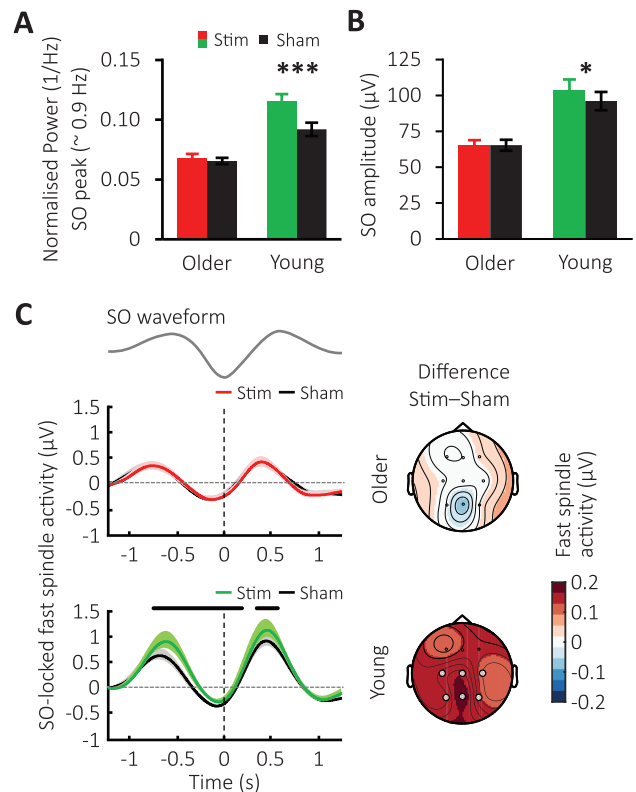 A
Stim
Sham
Normalised Power (1/Hz)
SO peak (~ 0.9 Hz)
0.15
0.10
0.05
0
***
Older
Young
B
SO amplitude (µV)
125
100
75
50
25
0
*
Older
Young
C
SO waveform
SO-locked fast spindle activity (µV)
Stim
Sham
1.5
1
0.5
0
-0.5
-1
-1
-0.5
0
0.5
1
Stim
Sham
1.5
1
0.5
0
-0.5
-1
-1
-0.5
0
0.5
1
Time (s)
Difference
Stim–Sham
Older
Young
Fast spindle
activity (µV)
0.2
0.1
0
-0.1
-0.2